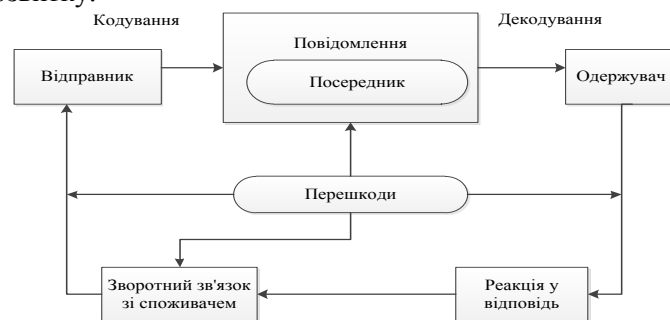 Кодування
Декодування
Повідомлення
Відправник
Посередник
Одержувач
Перешкоди
Зворотний зв'язок
зі споживачем
Реакція у
відповідь